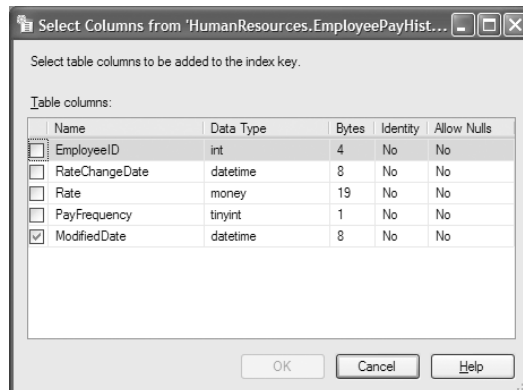 Select Columns from 'HumanResources.EmployeePayHist...
Select table columns to be added to the index key.
Table columns:
Name Data Type Bytes Identity Allow Nulls
EmployeeID int 4 No No
RateChangeDate datetime 8 No No
Rate money 19 No No
PayFrequency tinyint 1 No No
ModifiedDate datetime 8 No No
OK Cancel Help